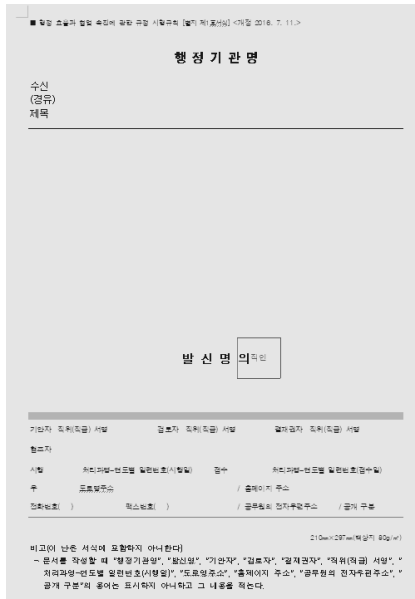 ■ 행정 효율과 협업 촉진에 관한 규정 시행규칙 [별지 제1호서식] <개정 2016. 7. 11.>
행 정 기 관 명
수신
(경유)
제목
발 신 명 의 직인
기안자 직위(직급) 서명 검토자 직위(직급) 서명 결재권자 직위(직급) 서명
협조자
시행 처리과명-연도별 일련번호(시행일) 접수 처리과명-연도별 일련번호(접수일)
우 도로명주소 / 홈페이지 주소
전화번호( ) 팩스번호( ) / 공무원의 전자우편주소 / 공개 구분
210㎜×297㎜(백상지 80g/㎡)
비고(이 난은 서식에 포함하지 아니한다)
- 문서를 작성할 때 "행정기관명", "발신명의", "기안자", "검토자", "결재권자", "직위(직급) 서명", "
처리과명-연도별 일련번호(시행일)", "도로명주소", "홈페이지 주소", "공무원의 전자우편주소", "
공개 구분"의 용어는 표시하지 아니하고 그 내용을 적는다.